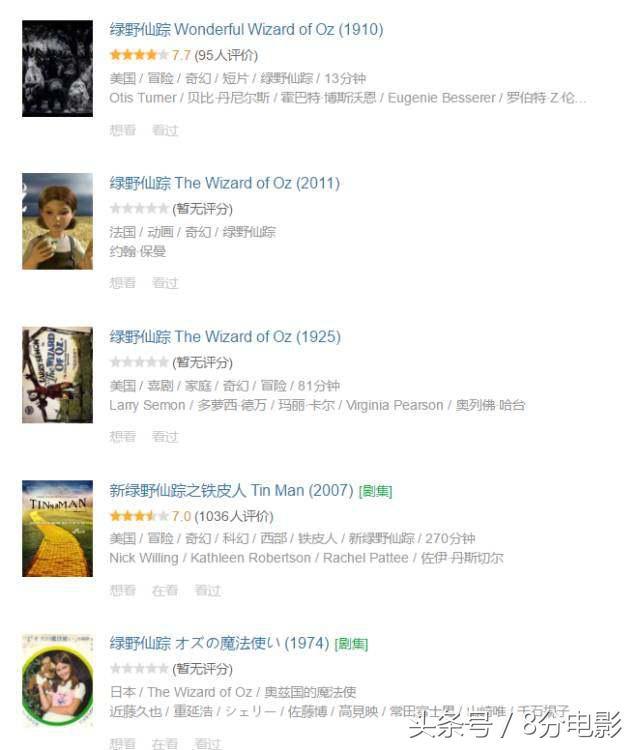 绿野仙踪 Wonderful Wizard of Oz (1910)
7.7 (95人评价)
美国 / 冒险 / 奇幻 / 短片 / 绿野仙踪 / 13分钟
Otis Turner / 贝比·丹尼尔斯 / 霍巴特·博斯沃恩 / Eugenie Besserer / 罗伯特·Z·伦...
想看 看过
绿野仙踪 The Wizard of Oz (2011)
(暂无评分)
法国 / 动画 / 奇幻 / 绿野仙踪
约翰·保曼
想看 看过
THE WIZARD OF OZ
绿野仙踪 The Wizard of Oz (1925)
(暂无评分)
美国 / 喜剧 / 家庭 / 奇幻 / 冒险 / 81分钟
Larry Semon / 多萝西·德万 / 玛丽·卡尔 / Virginia Pearson / 奥列佛·哈台
想看 看过
TIN MAN
新绿野仙踪之铁皮人 Tin Man (2007) [剧集]
7.0 (1036人评价)
美国 / 冒险 / 奇幻 / 科幻 / 西部 / 铁皮人 / 新绿野仙踪 / 270分钟
Nick Willing / Kathleen Robertson / Rachel Pattee / 佐伊·丹斯切尔
想看 在看 看过
绿野仙踪 オズの魔法使い (1974) [剧集]
(暂无评分)
日本 / The Wizard of Oz / 奥兹国的魔法使
近藤久也 / 重延浩 / シェリー / 佐藤博 / 高見映 / 常田富士男 / 山崎唯 /
想看 在看 看过
头条号 / 8分电影